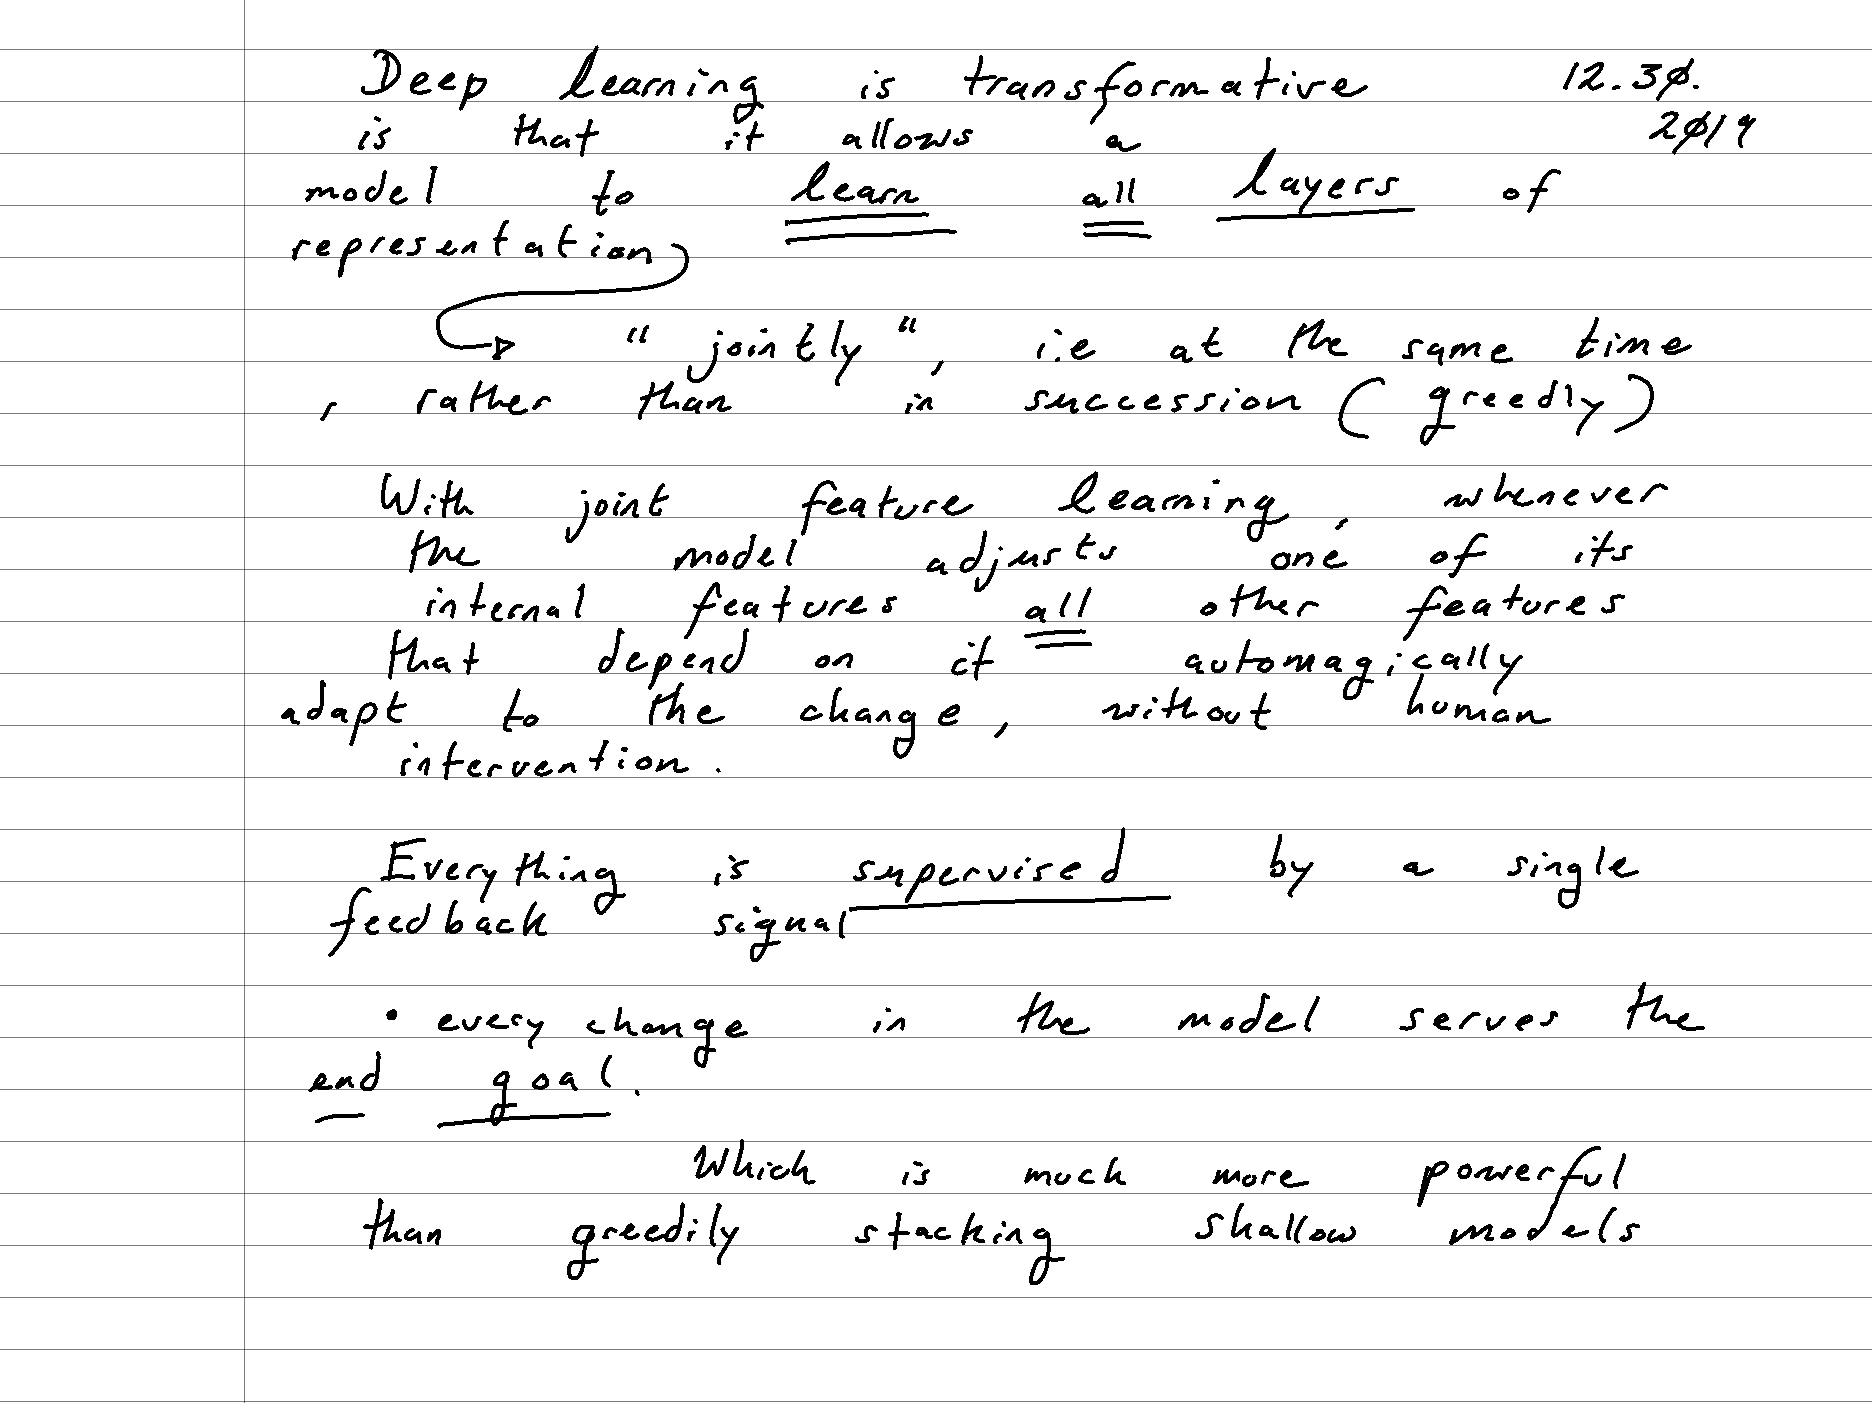 Deep learning is transformative 12.3ø.
is that it allows a 2ø19
model to learn all layers of
representation
"jointly", i.e at the same time
, rather than in succession (greedly)
With joint feature learning, whenever
the model adjusts one of its
internal features all other features
that depend on it automagically
adapt to the change, without human
intervention.
Everything is supervised by a single
feedback signal
• every change in the model serves the
end goal.
Which is much more powerful
than greedily stacking shallow models